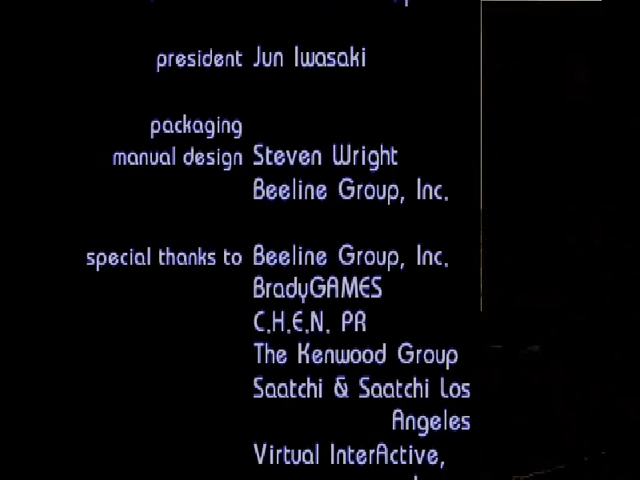 president Jun Iwasaki
packaging
manual design Steven Wright
Beeline Group, Inc.
special thanks to Beeline Group, Inc.
BradyGAMES
C.H.E.N. PR
The Kenwood Group
Saatchi & Saatchi Los
Angeles
Virtual InterActive,